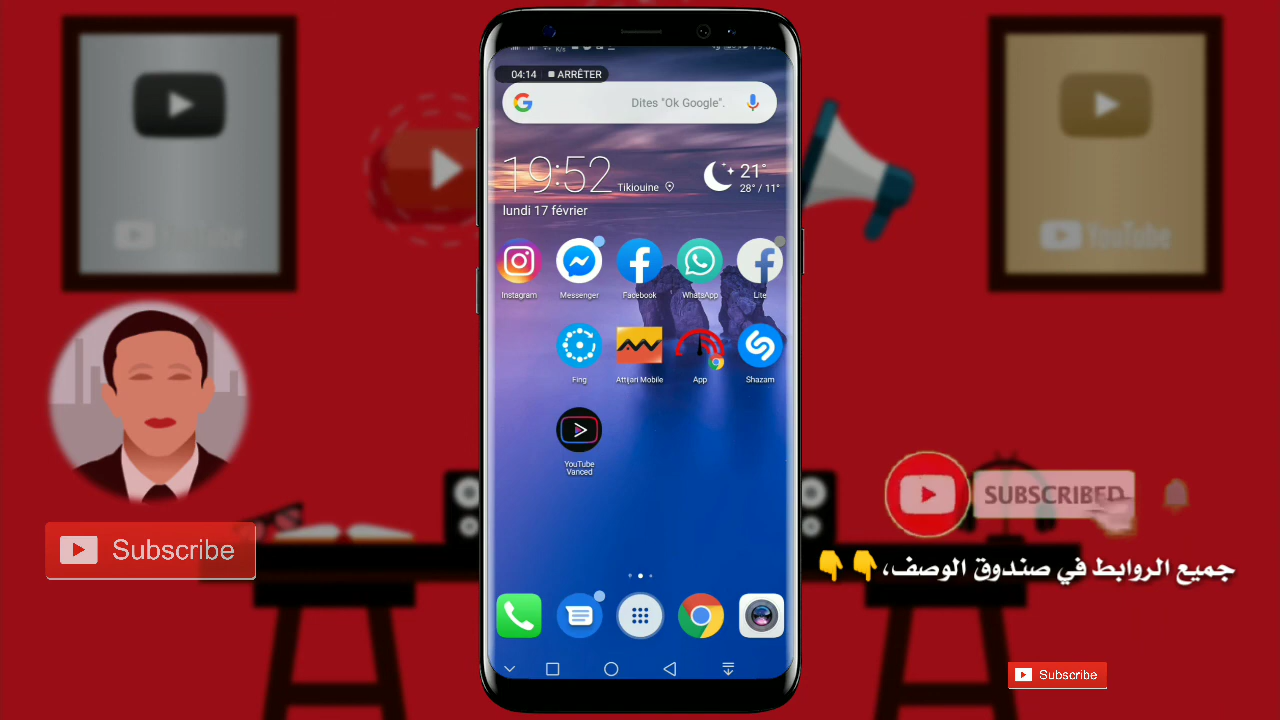 04:14 ARRÊTER
Dites "Ok Google".
19:52 Tikiouine 21°
28° / 11°
lundi 17 février
Instagram Messenger Facebook WhatsApp Lite
Fing Attijari Mobile App Shazam
YouTube
Vanced
YouTube
Subscribe
SUBSCRIBED
جميع الروابط في صندوق الوصف،👇👇
Subscribe